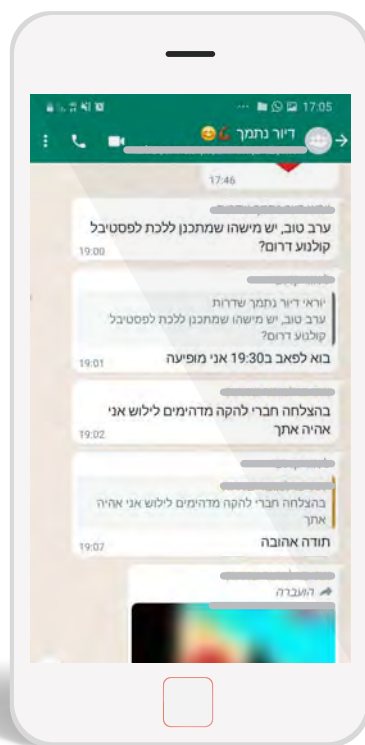 17:05
דיור נתמך 💪😊
17:46
ערב טוב, יש מישהו שמתכנן ללכת לפסטיבל
קולנוע דרום?
19:00
יוראי דיור נתמך שדרות
ערב טוב, יש מישהו שמתכנן ללכת לפסטיבל
קולנוע דרום?
בוא לפאב ב19:30 אני מופיעה
19:01
בהצלחה חברי להקה מדהימים לילוש אני
אהיה אתך
19:02
בהצלחה חברי להקה מדהימים לילוש אני אהיה
אתך
תודה אהובה
19:07
הועברה